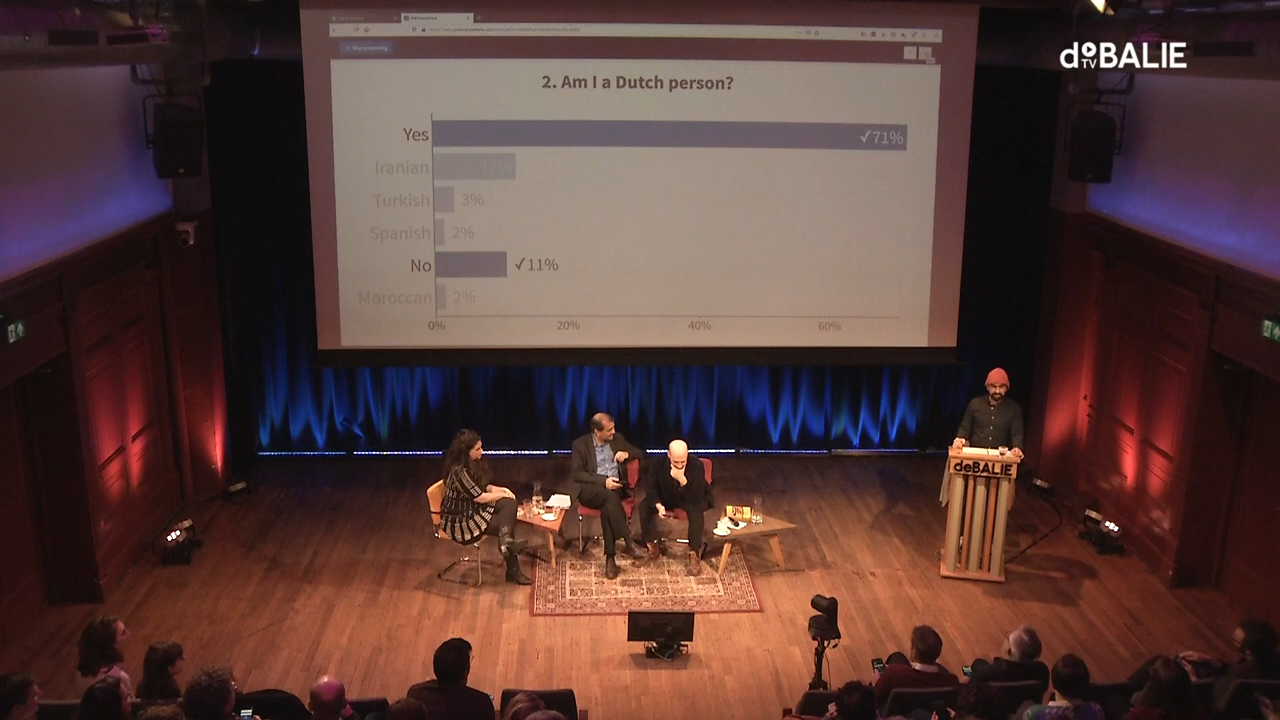 deBALIE
TV
2. Am I a Dutch person?
Yes ✓71%
Iranian
Turkish 3%
Spanish 2%
No ✓11%
Moroccan 2%
0% 20% 40% 60%
deBALIE